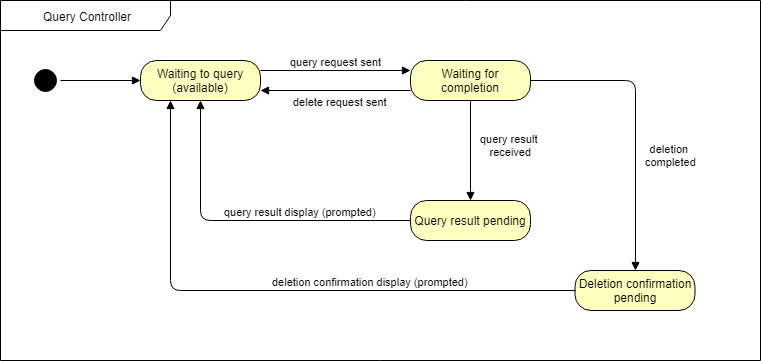 Query Controller
query request sent
Waiting to query
(available)
Waiting for
completion
delete request sent
query result
received
deletion
completed
query result display (prompted)
Query result pending
deletion confirmation display (prompted)
Deletion confirmation
pending